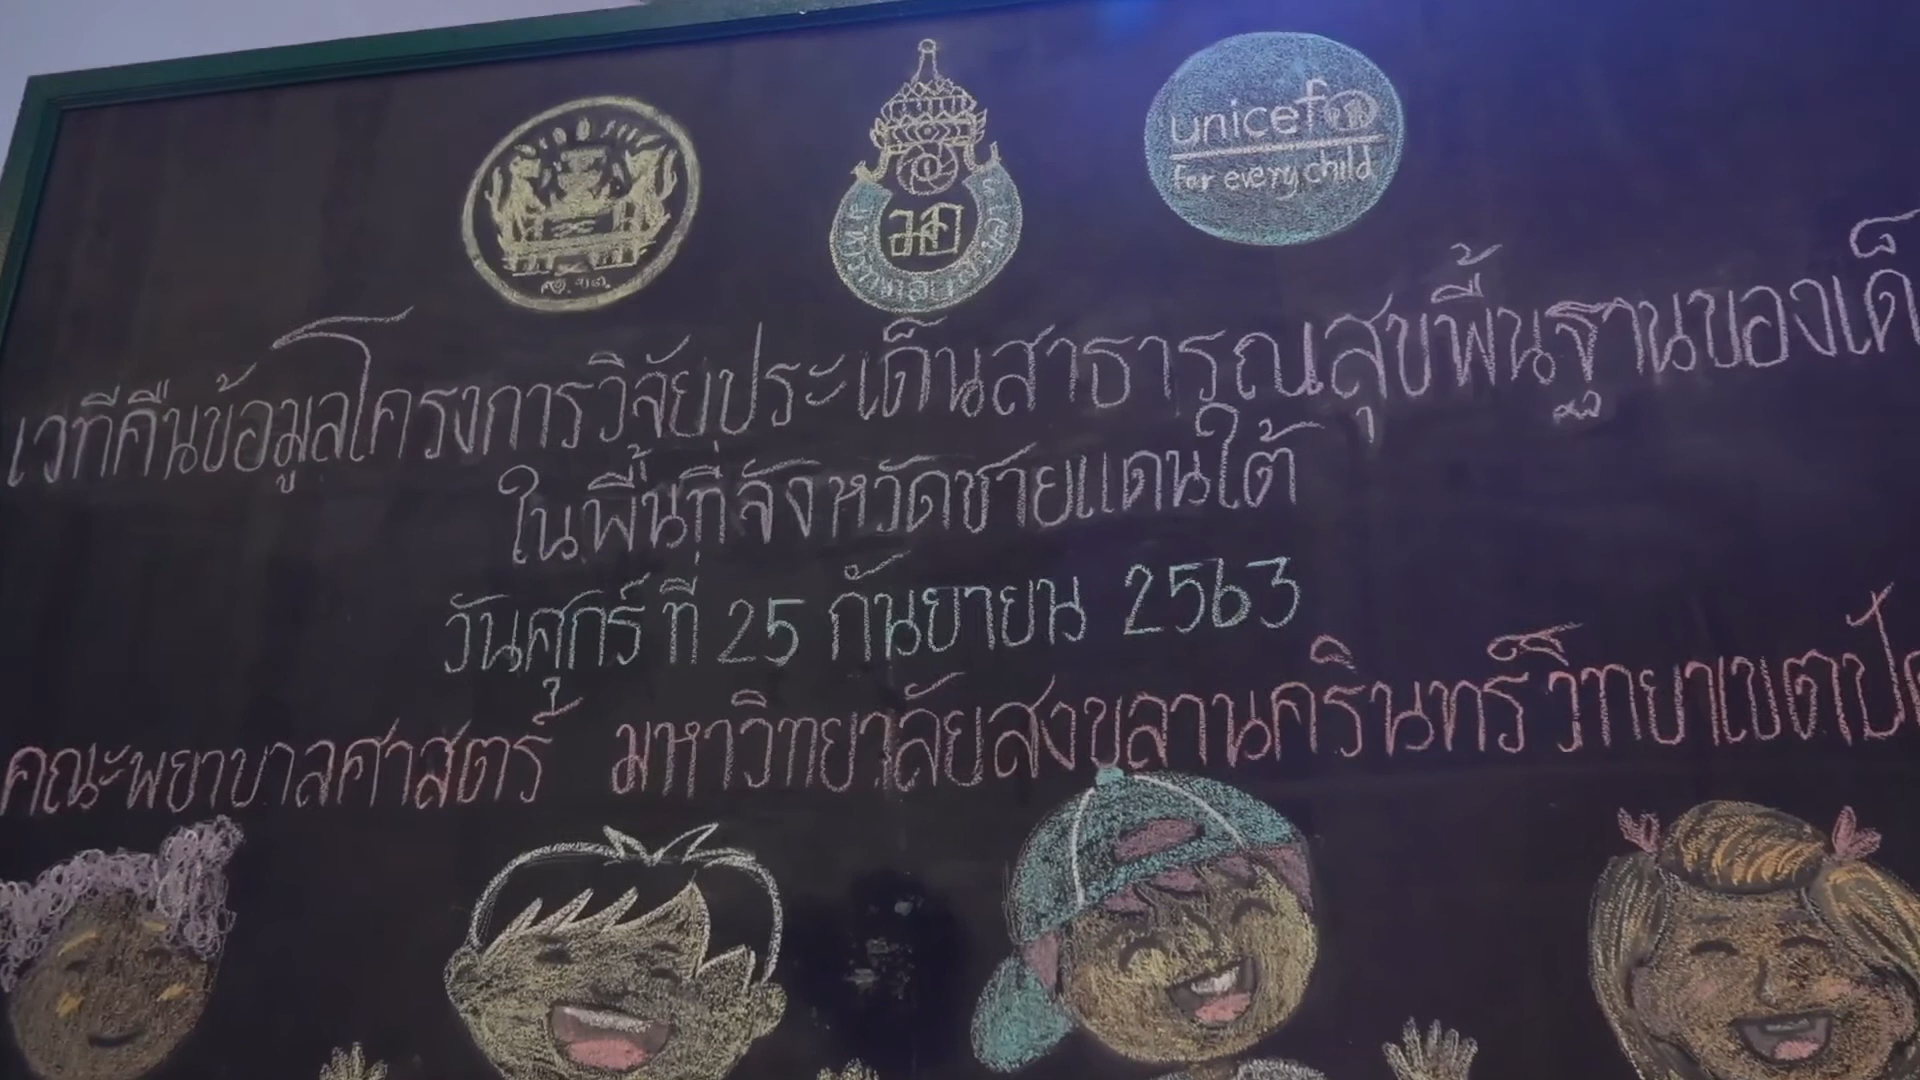 unicef
for every child
ม อ
เวทีคืนข้อมูลโครงการวิจัยประเด็นสาธารณสุขพื้นฐานของเด็
ในพื้นที่จังหวัดชายแดนใต้
วันศุกร์ ที่ 25 กันยายน 2563
คณะพยาบาลศาสตร์ มหาวิทยาลัยสงขลานครินทร์ วิทยาเขตปั